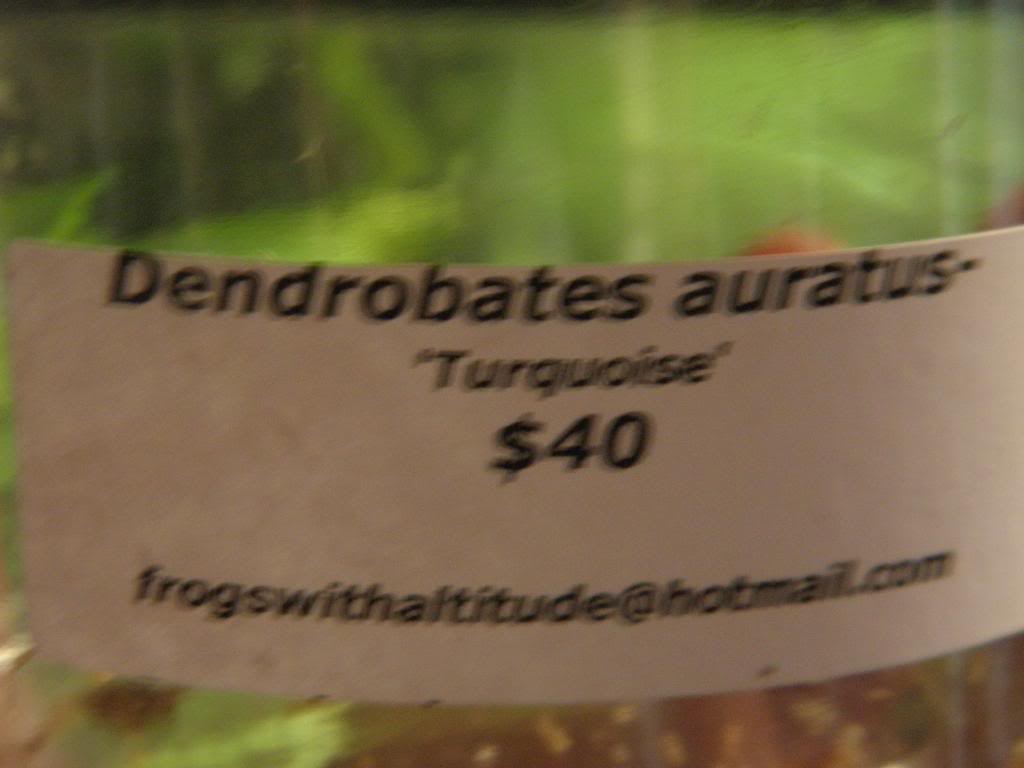 Dendrobates auratus-
'Turquoise'
$40
frogswithaltitude@hotmail.com